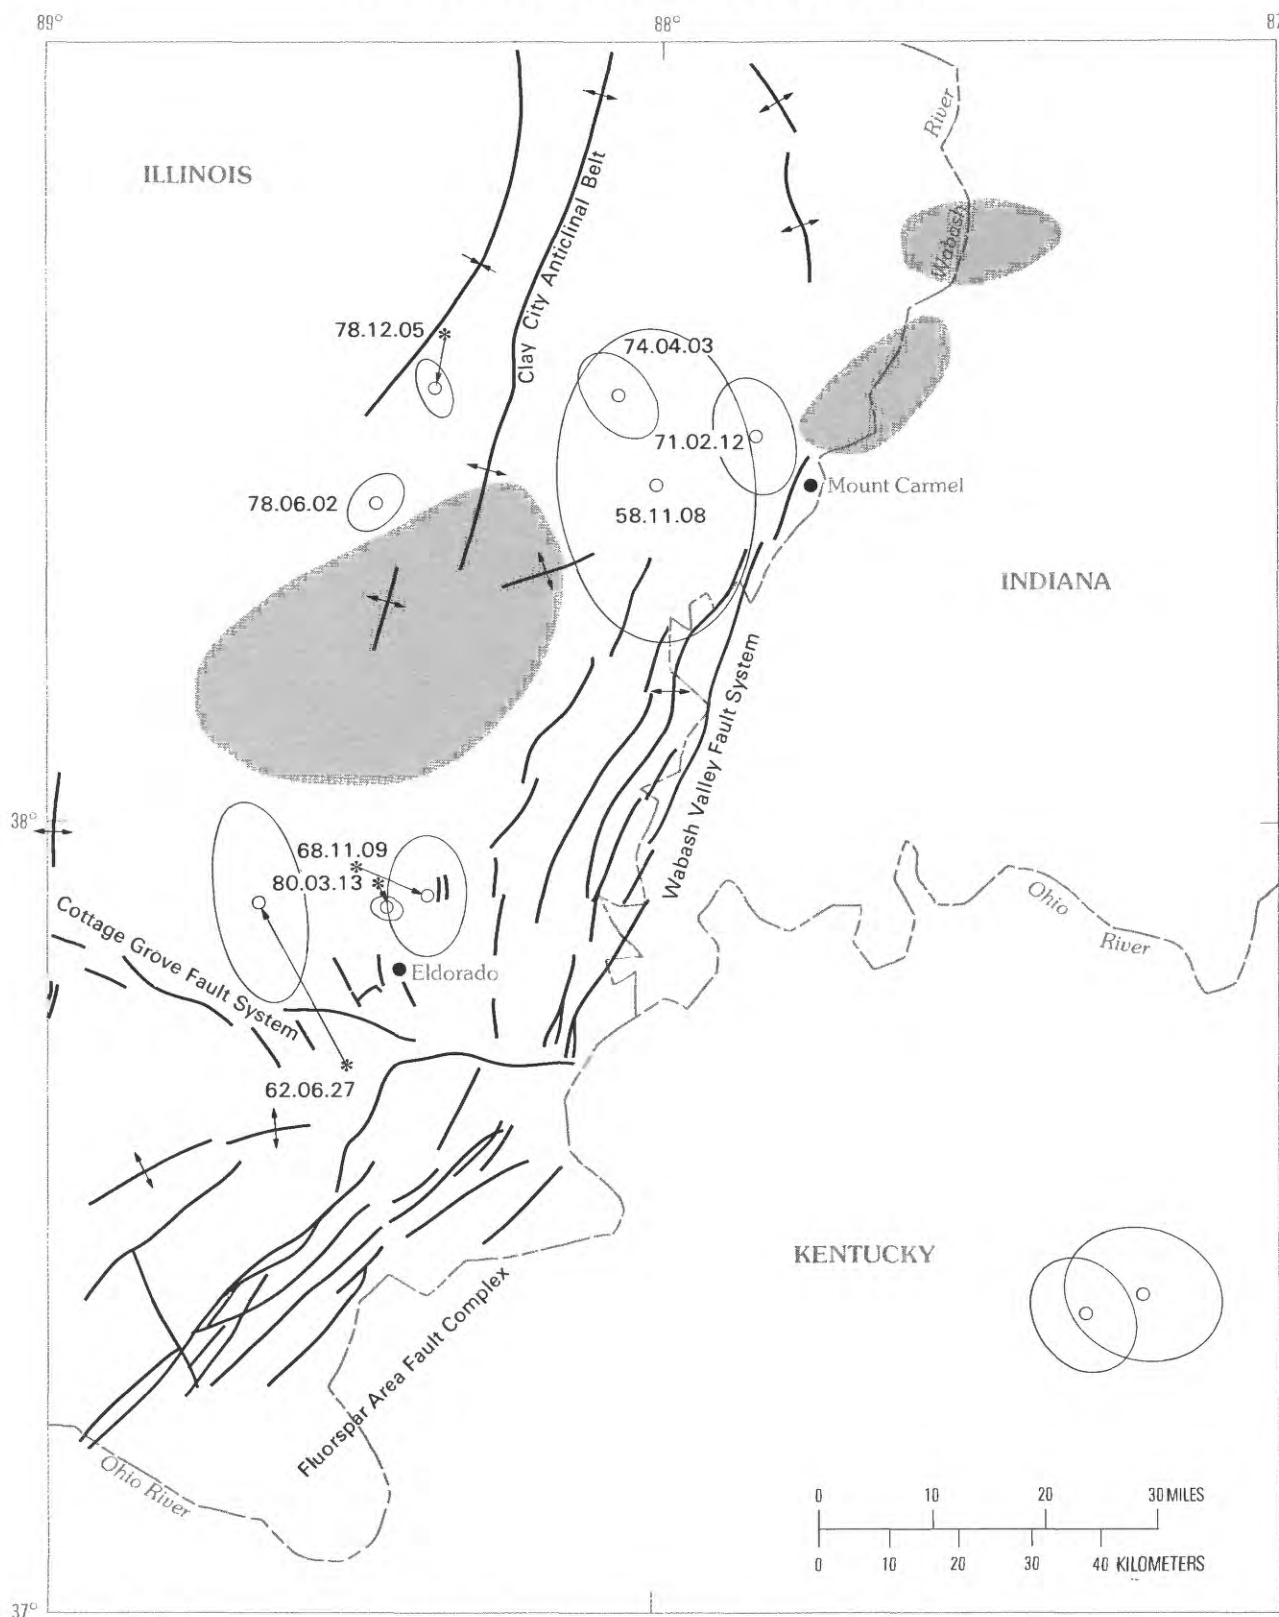 89°
88°
ILLINOIS
River
Clay City Anticlinal Belt
Wabash
78.12.05
74.04.03
71.02.12
Mount Carmel
78.06.02
58.11.08
INDIANA
Wabash Valley Fault System
38°
68.11.09
80.03.13
Ohio
River
Cottage Grove Fault System
Eldorado
62.06.27
KENTUCKY
Fluorspar Area Fault Complex
Ohio River
0 10 20 30 MILES
0 10 20 30 40 KILOMETERS
37°